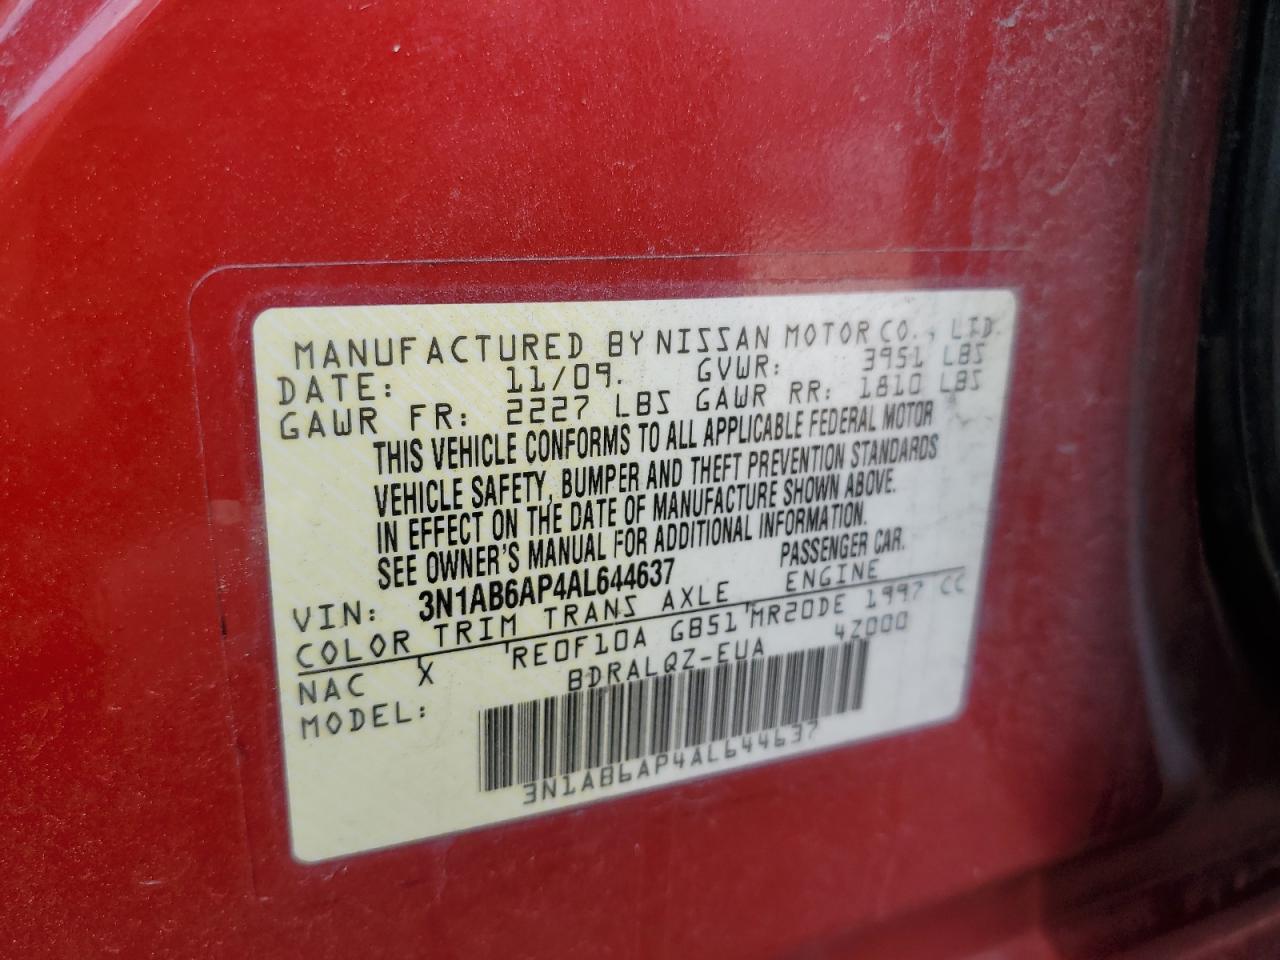 MANUFACTURED BY NISSAN MOTOR CO., LTD.
DATE: 11/09. GVWR: 3951 LBS
GAWR FR: 2227 LBS GAWR RR: 1810 LBS
THIS VEHICLE CONFORMS TO ALL APPLICABLE FEDERAL MOTOR
VEHICLE SAFETY, BUMPER AND THEFT PREVENTION STANDARDS
IN EFFECT ON THE DATE OF MANUFACTURE SHOWN ABOVE.
SEE OWNER'S MANUAL FOR ADDITIONAL INFORMATION.
VIN: 3N1AB6AP4AL644637 PASSENGER CAR.
COLOR TRIM TRANS AXLE ENGINE
NAC X RE0F10A GB51 MR20DE 1997 CC
MODEL: BDRALQZ-EUA 4Z000
3N1AB6AP4AL644637